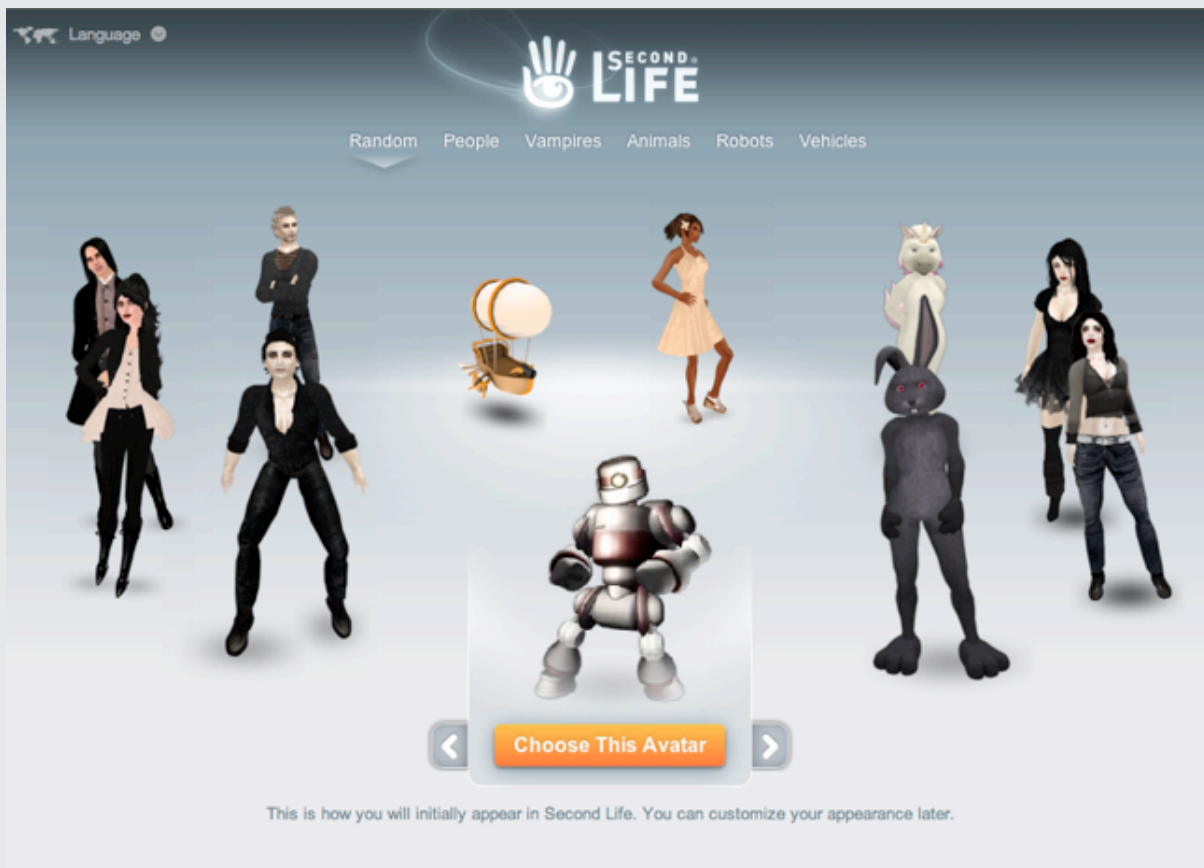 Language
SECOND®
LIFE
Random People Vampires Animals Robots Vehicles
Choose This Avatar
This is how you will initially appear in Second Life. You can customize your appearance later.